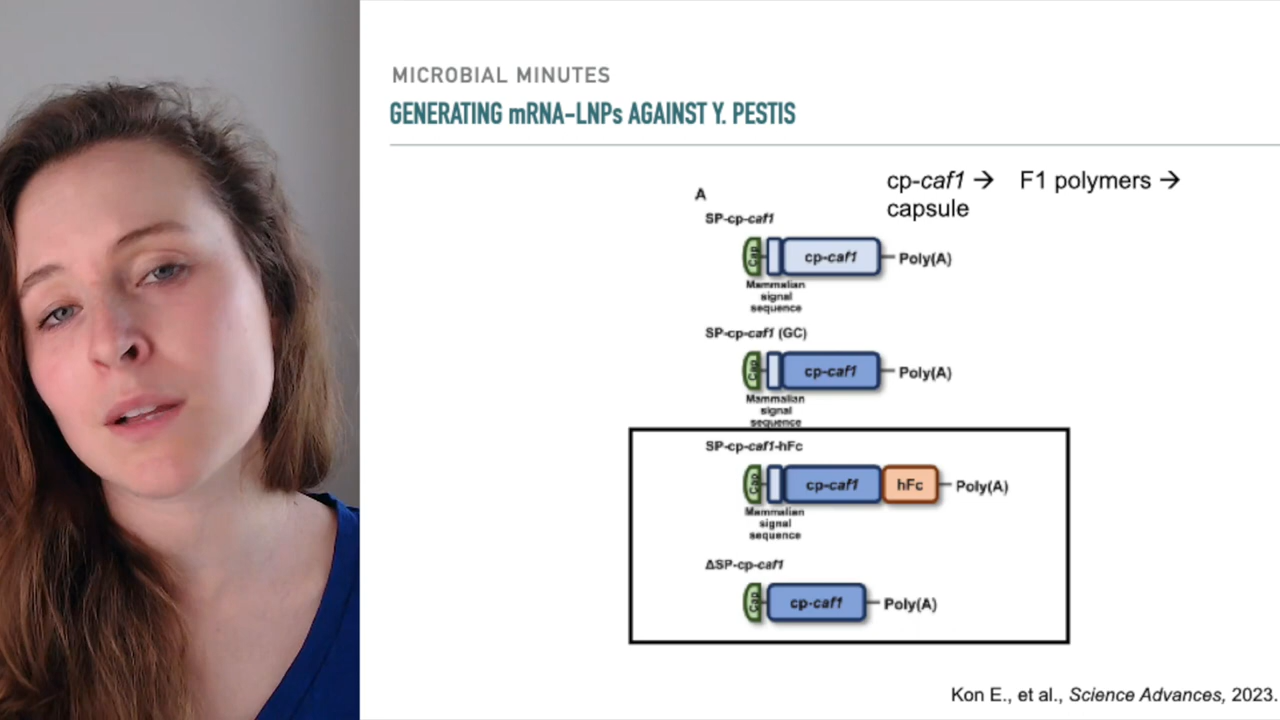 MICROBIAL MINUTES
GENERATING mRNA-LNPs AGAINST Y. PESTIS
cp-caf1 → F1 polymers →
capsule
A
SP-cp-caf1
Cap cp-caf1 Poly(A)
Mammalian
signal
sequence
SP-cp-caf1 (GC)
Cap cp-caf1 Poly(A)
Mammalian
signal
sequence
SP-cp-caf1-hFc
Cap cp-caf1 hFc Poly(A)
Mammalian
signal
sequence
ΔSP-cp-caf1
Cap cp-caf1 Poly(A)
Kon E., et al., Science Advances, 2023.